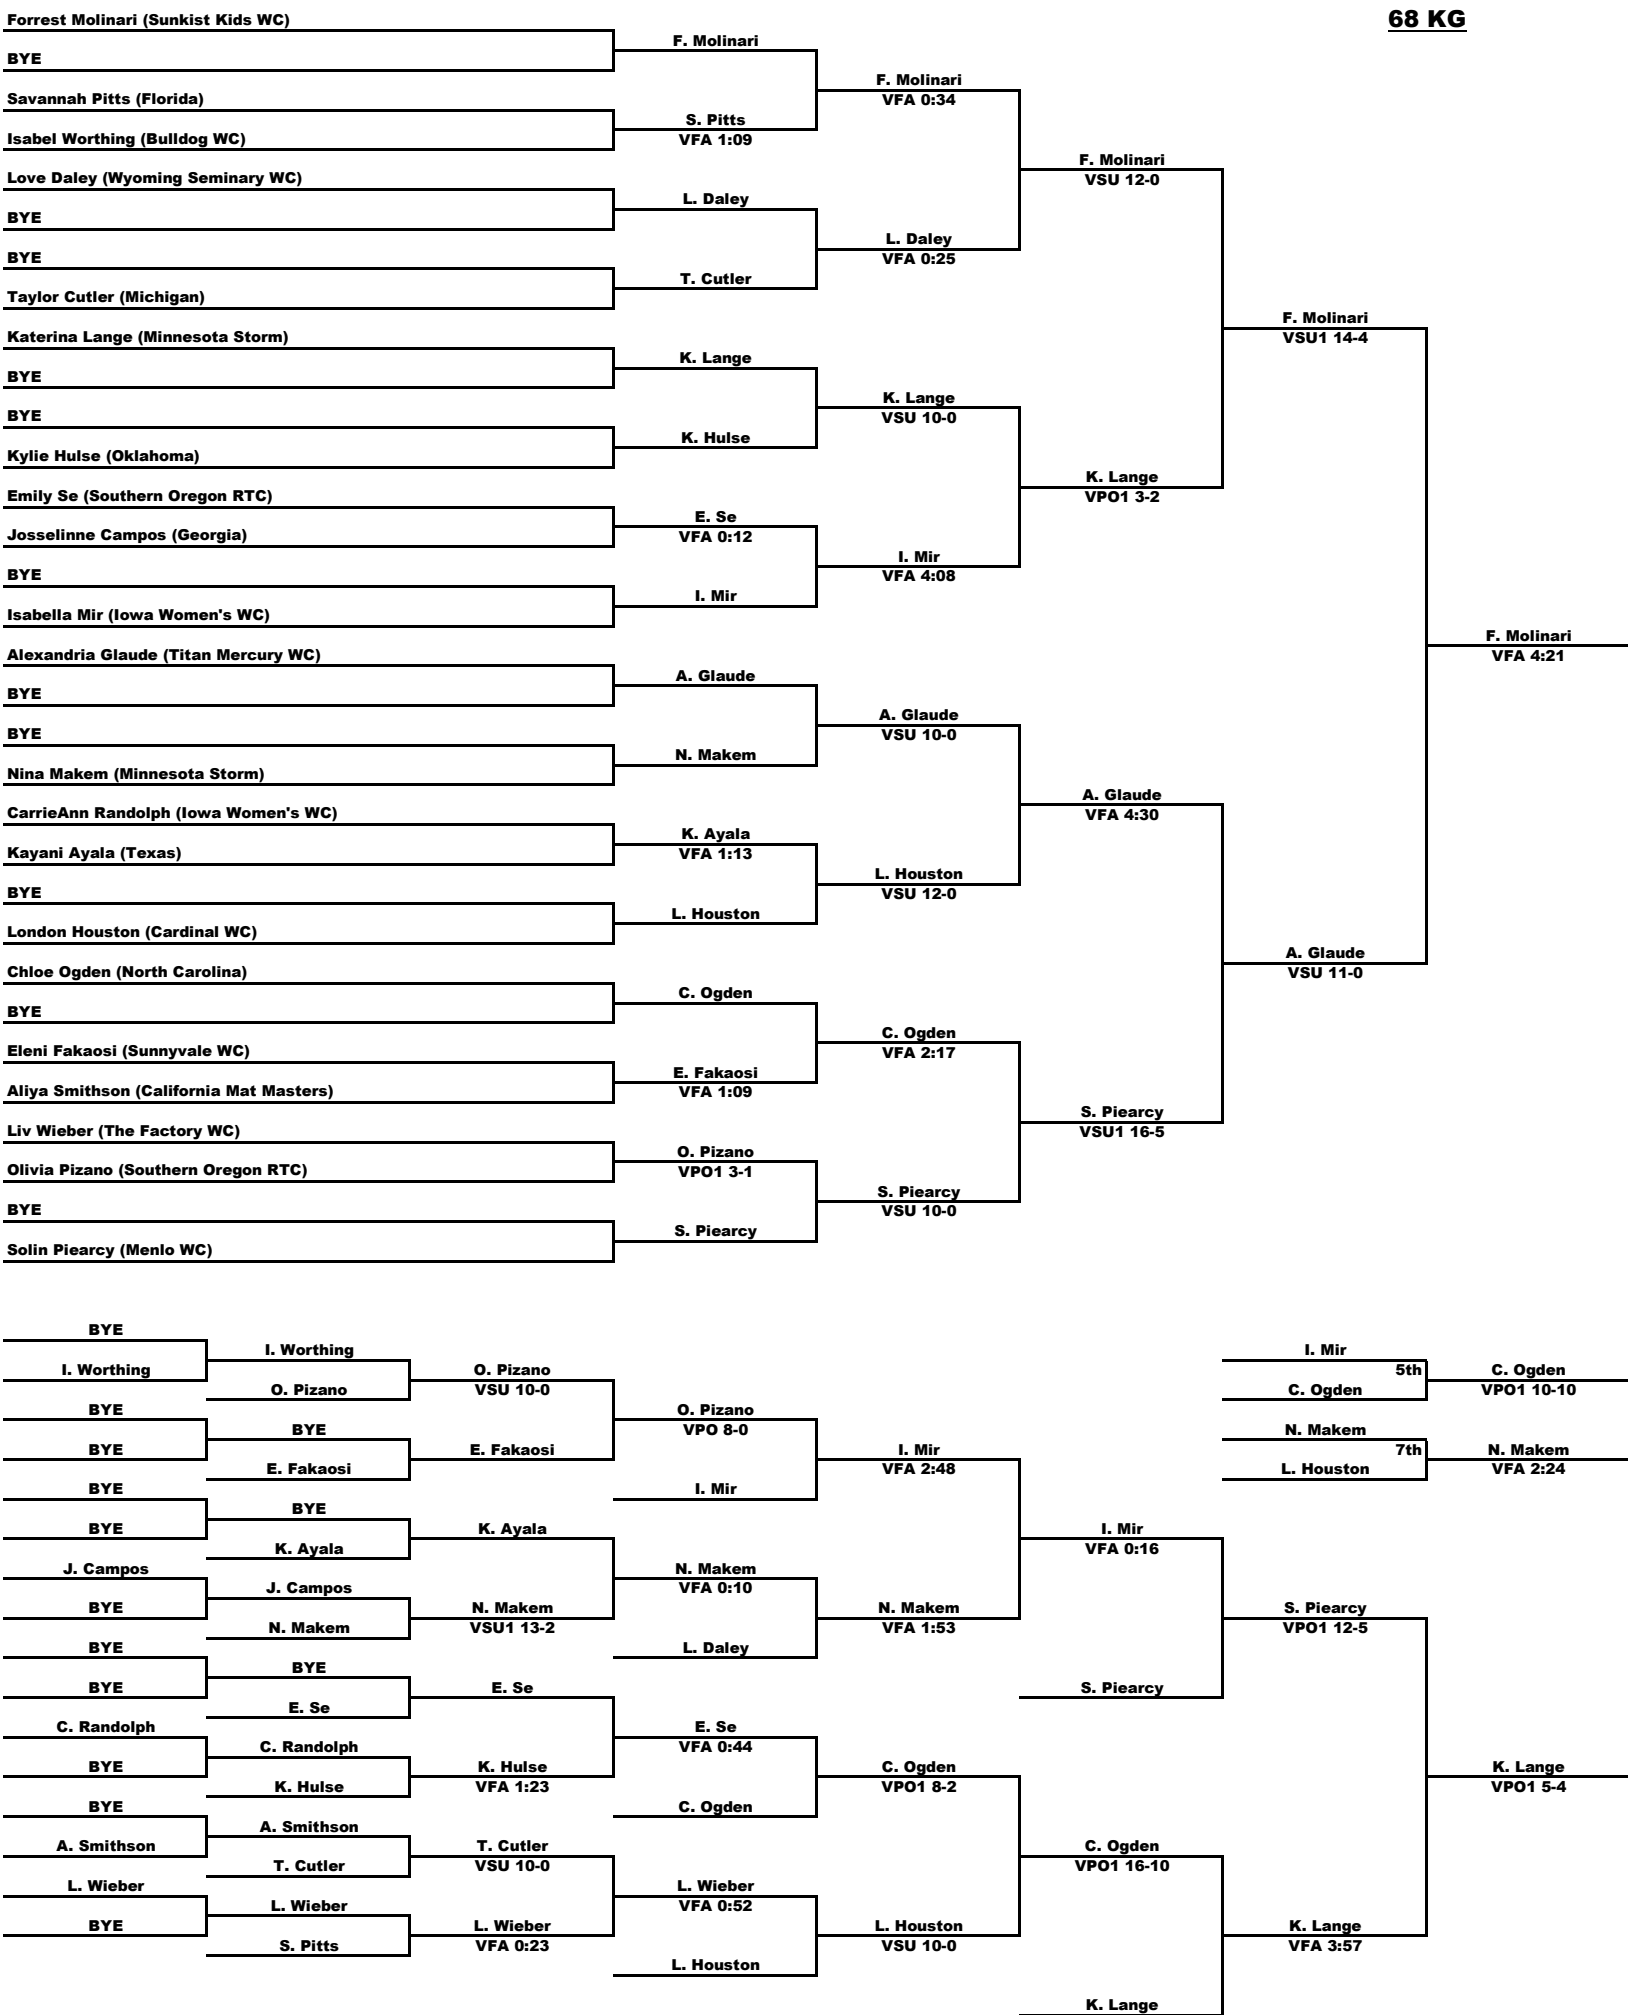 68 KG
Forrest Molinari (Sunkist Kids WC)
F. Molinari
BYE
F. Molinari
VFA 0:34
Savannah Pitts (Florida)
S. Pitts
VFA 1:09
Isabel Worthing (Bulldog WC)
F. Molinari
VSU 12-0
Love Daley (Wyoming Seminary WC)
L. Daley
BYE
L. Daley
VFA 0:25
BYE
T. Cutler
Taylor Cutler (Michigan)
F. Molinari
VSU1 14-4
Katerina Lange (Minnesota Storm)
K. Lange
BYE
K. Lange
VSU 10-0
BYE
K. Hulse
Kylie Hulse (Oklahoma)
K. Lange
VPO1 3-2
Emily Se (Southern Oregon RTC)
E. Se
VFA 0:12
Josselinne Campos (Georgia)
I. Mir
VFA 4:08
BYE
I. Mir
Isabella Mir (Iowa Women's WC)
F. Molinari
VFA 4:21
Alexandria Glaude (Titan Mercury WC)
A. Glaude
BYE
A. Glaude
VSU 10-0
BYE
N. Makem
Nina Makem (Minnesota Storm)
A. Glaude
VFA 4:30
CarrieAnn Randolph (Iowa Women's WC)
K. Ayala
VFA 1:13
Kayani Ayala (Texas)
L. Houston
VSU 12-0
BYE
L. Houston
London Houston (Cardinal WC)
A. Glaude
VSU 11-0
Chloe Ogden (North Carolina)
C. Ogden
BYE
C. Ogden
VFA 2:17
Eleni Fakaosi (Sunnyvale WC)
E. Fakaosi
VFA 1:09
Aliya Smithson (California Mat Masters)
S. Piearcy
VSU1 16-5
Liv Wieber (The Factory WC)
O. Pizano
VPO1 3-1
Olivia Pizano (Southern Oregon RTC)
S. Piearcy
VSU 10-0
BYE
S. Piearcy
Solin Piearcy (Menlo WC)
BYE
I. Worthing
I. Worthing
O. Pizano
VSU 10-0
O. Pizano
BYE
O. Pizano
VPO 8-0
BYE
BYE
E. Fakaosi
E. Fakaosi
I. Mir
VFA 2:48
BYE
I. Mir
BYE
BYE
K. Ayala
K. Ayala
I. Mir
VFA 0:16
J. Campos
N. Makem
VFA 0:10
J. Campos
BYE
N. Makem
VSU1 13-2
N. Makem
VFA 1:53
N. Makem
BYE
L. Daley
BYE
BYE
E. Se
S. Piearcy
E. Se
S. Piearcy
VPO1 12-5
C. Randolph
E. Se
VFA 0:44
C. Randolph
BYE
K. Hulse
VFA 1:23
C. Ogden
VPO1 8-2
K. Hulse
BYE
C. Ogden
A. Smithson
A. Smithson
T. Cutler
VSU 10-0
C. Ogden
VPO1 16-10
T. Cutler
L. Wieber
L. Wieber
VFA 0:52
L. Wieber
BYE
L. Wieber
VFA 0:23
L. Houston
VSU 10-0
S. Pitts
L. Houston
K. Lange
VFA 3:57
K. Lange
K. Lange
VPO1 5-4
I. Mir
5th
C. Ogden
C. Ogden
VPO1 10-10
N. Makem
7th
L. Houston
N. Makem
VFA 2:24